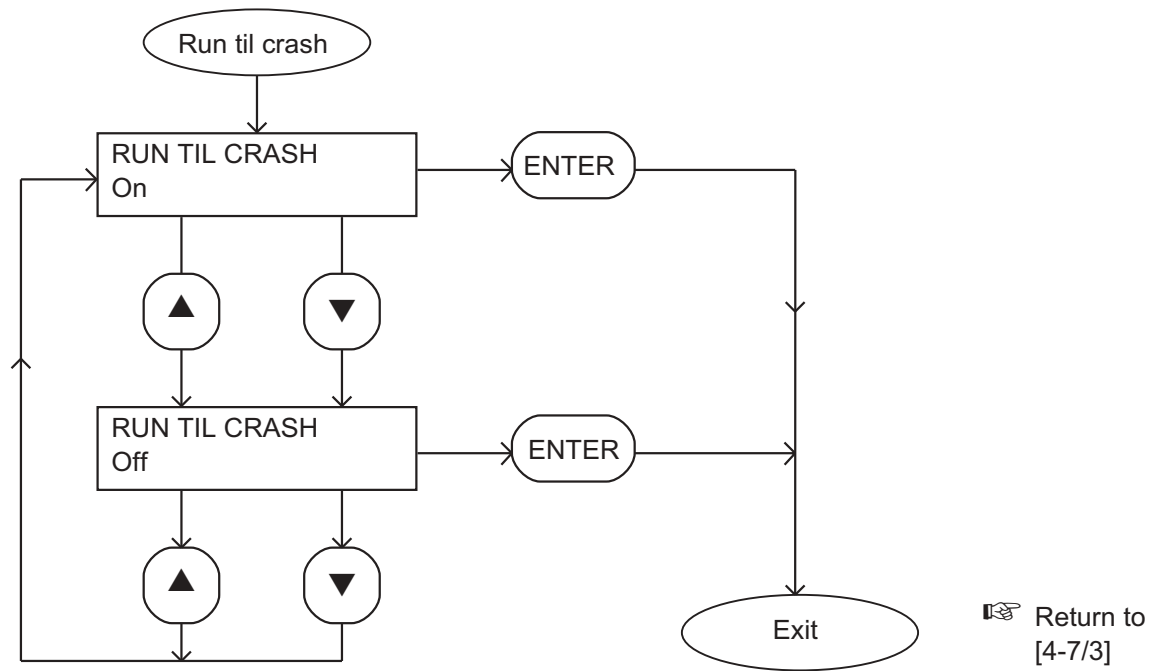 Run til crash
RUN TIL CRASH
On
ENTER
▲
▼
RUN TIL CRASH
Off
ENTER
▲
▼
Exit
☞ Return to
[4-7/3]